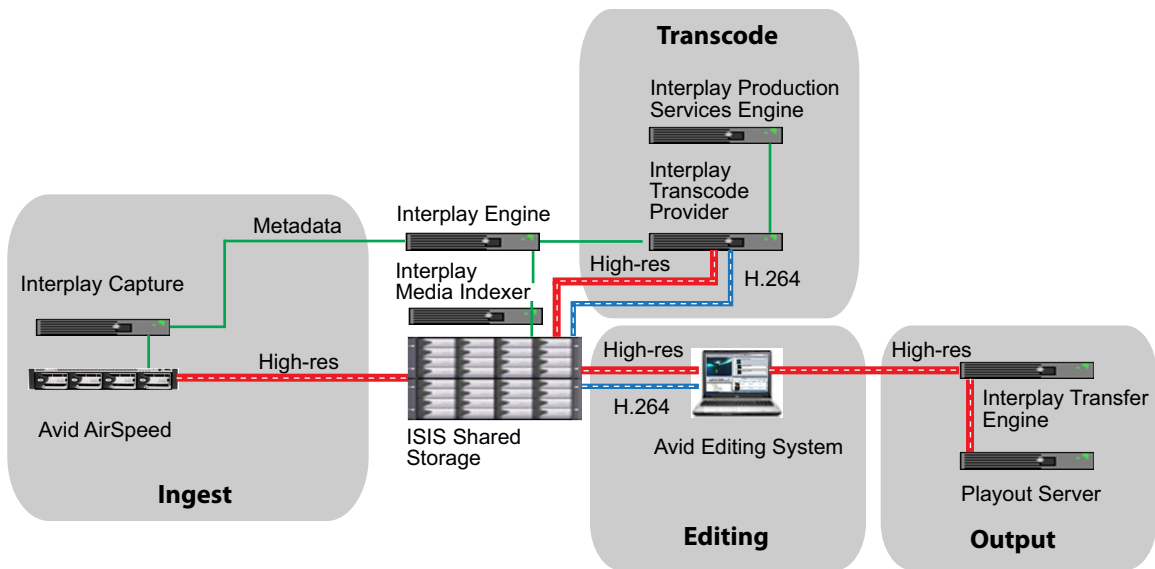 Transcode
Interplay Production
Services Engine
Interplay
Transcode
Provider
Metadata
Interplay Engine
High-res
H.264
Interplay
Media Indexer
Interplay Capture
High-res
Avid AirSpeed
ISIS Shared
Storage
Ingest
High-res
H.264
Avid Editing System
Editing
High-res
Interplay Transfer
Engine
Playout Server
Output